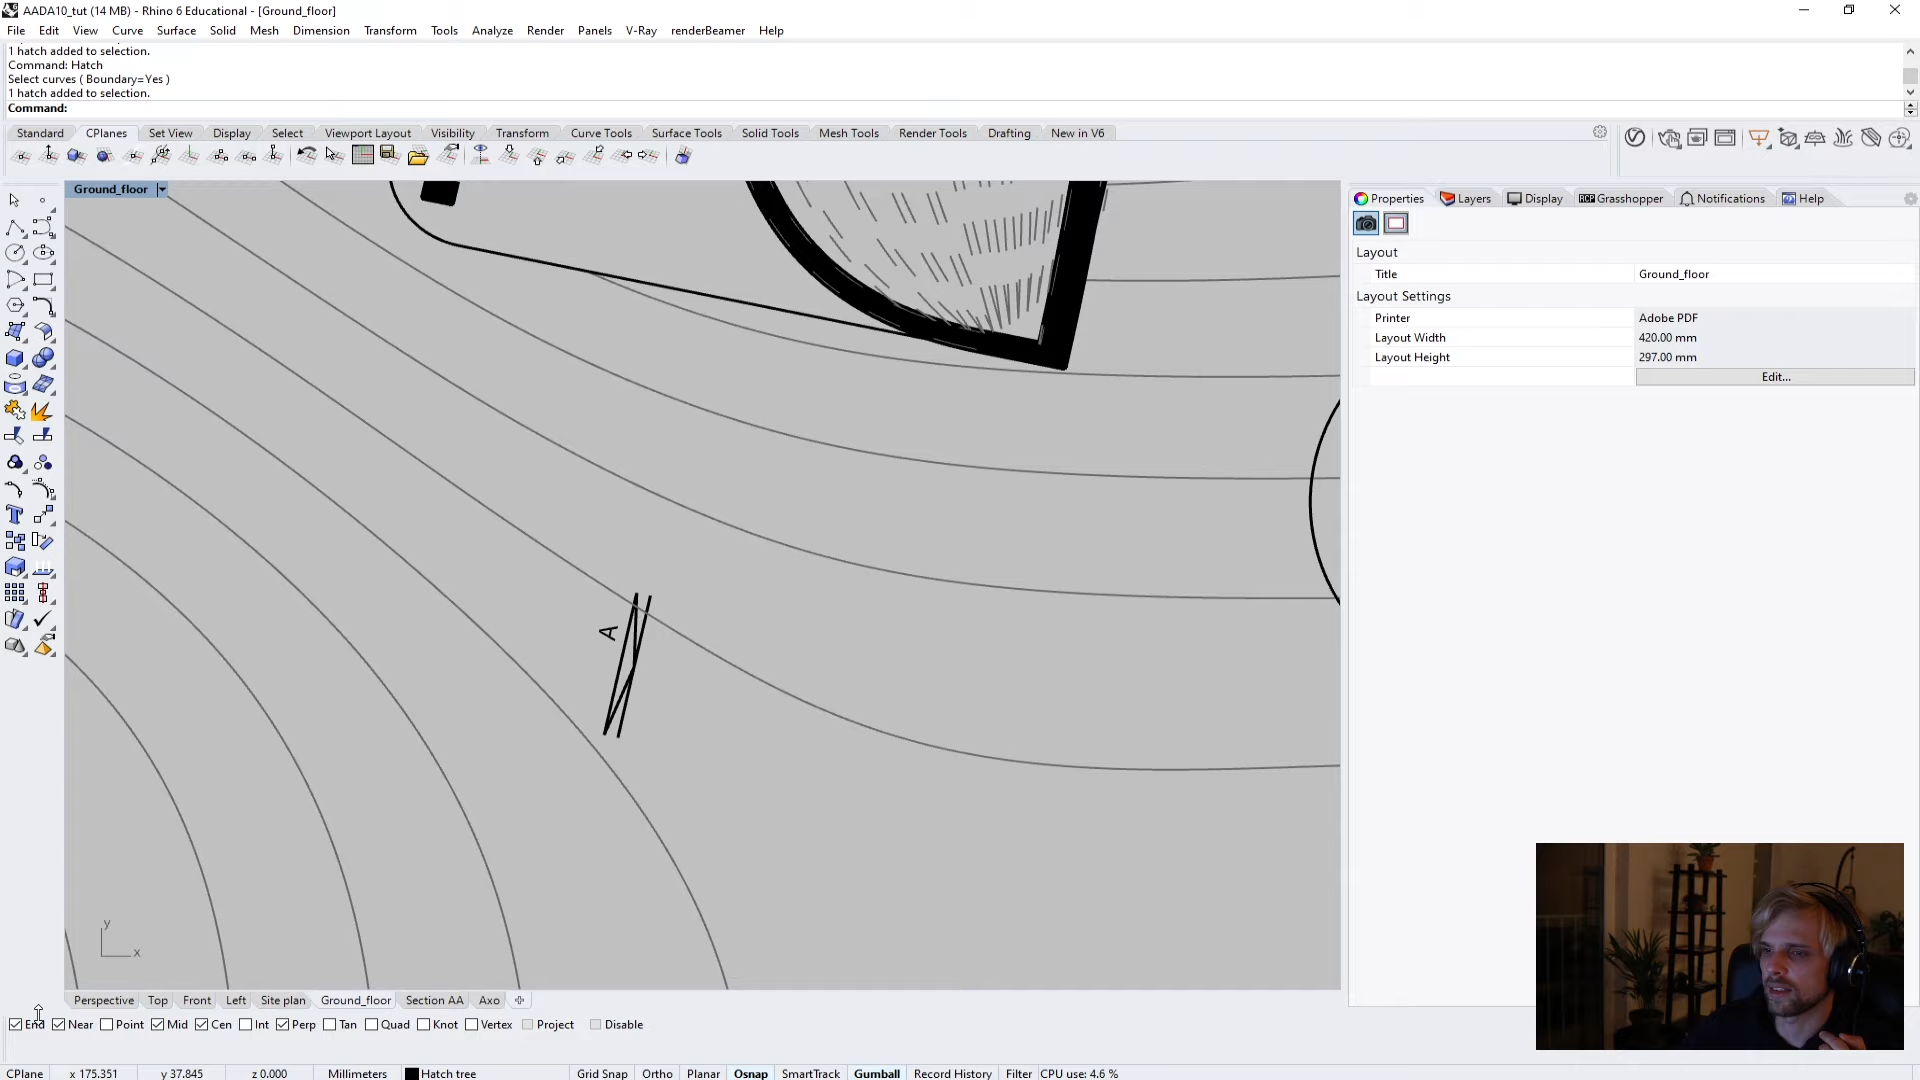 AADA10_tut (14 MB) - Rhino 6 Educational - [Ground_floor]
File Edit View Curve Surface Solid Mesh Dimension Transform Tools Analyze Render Panels V-Ray renderBeamer Help
1 hatch added to selection.
Command: Hatch
Select curves ( Boundary=Yes )
1 hatch added to selection.
Command:
Standard CPlanes Set View Display Select Viewport Layout Visibility Transform Curve Tools Surface Tools Solid Tools Mesh Tools Render Tools Drafting New in V6
Ground_floor
Properties Layers Display Grasshopper Notifications Help
Layout
Title Ground_floor
Layout Settings
Printer Adobe PDF
Layout Width 420.00 mm
Layout Height 297.00 mm
Edit...
A
y
x
Perspective Top Front Left Site plan Ground_floor Section AA Axo
End Near Point Mid Cen Int Perp Tan Quad Knot Vertex Project Disable
CPlane x 175.351 y 37.845 z 0.000 Millimeters Hatch tree Grid Snap Ortho Planar Osnap SmartTrack Gumball Record History Filter CPU use: 4.6 %